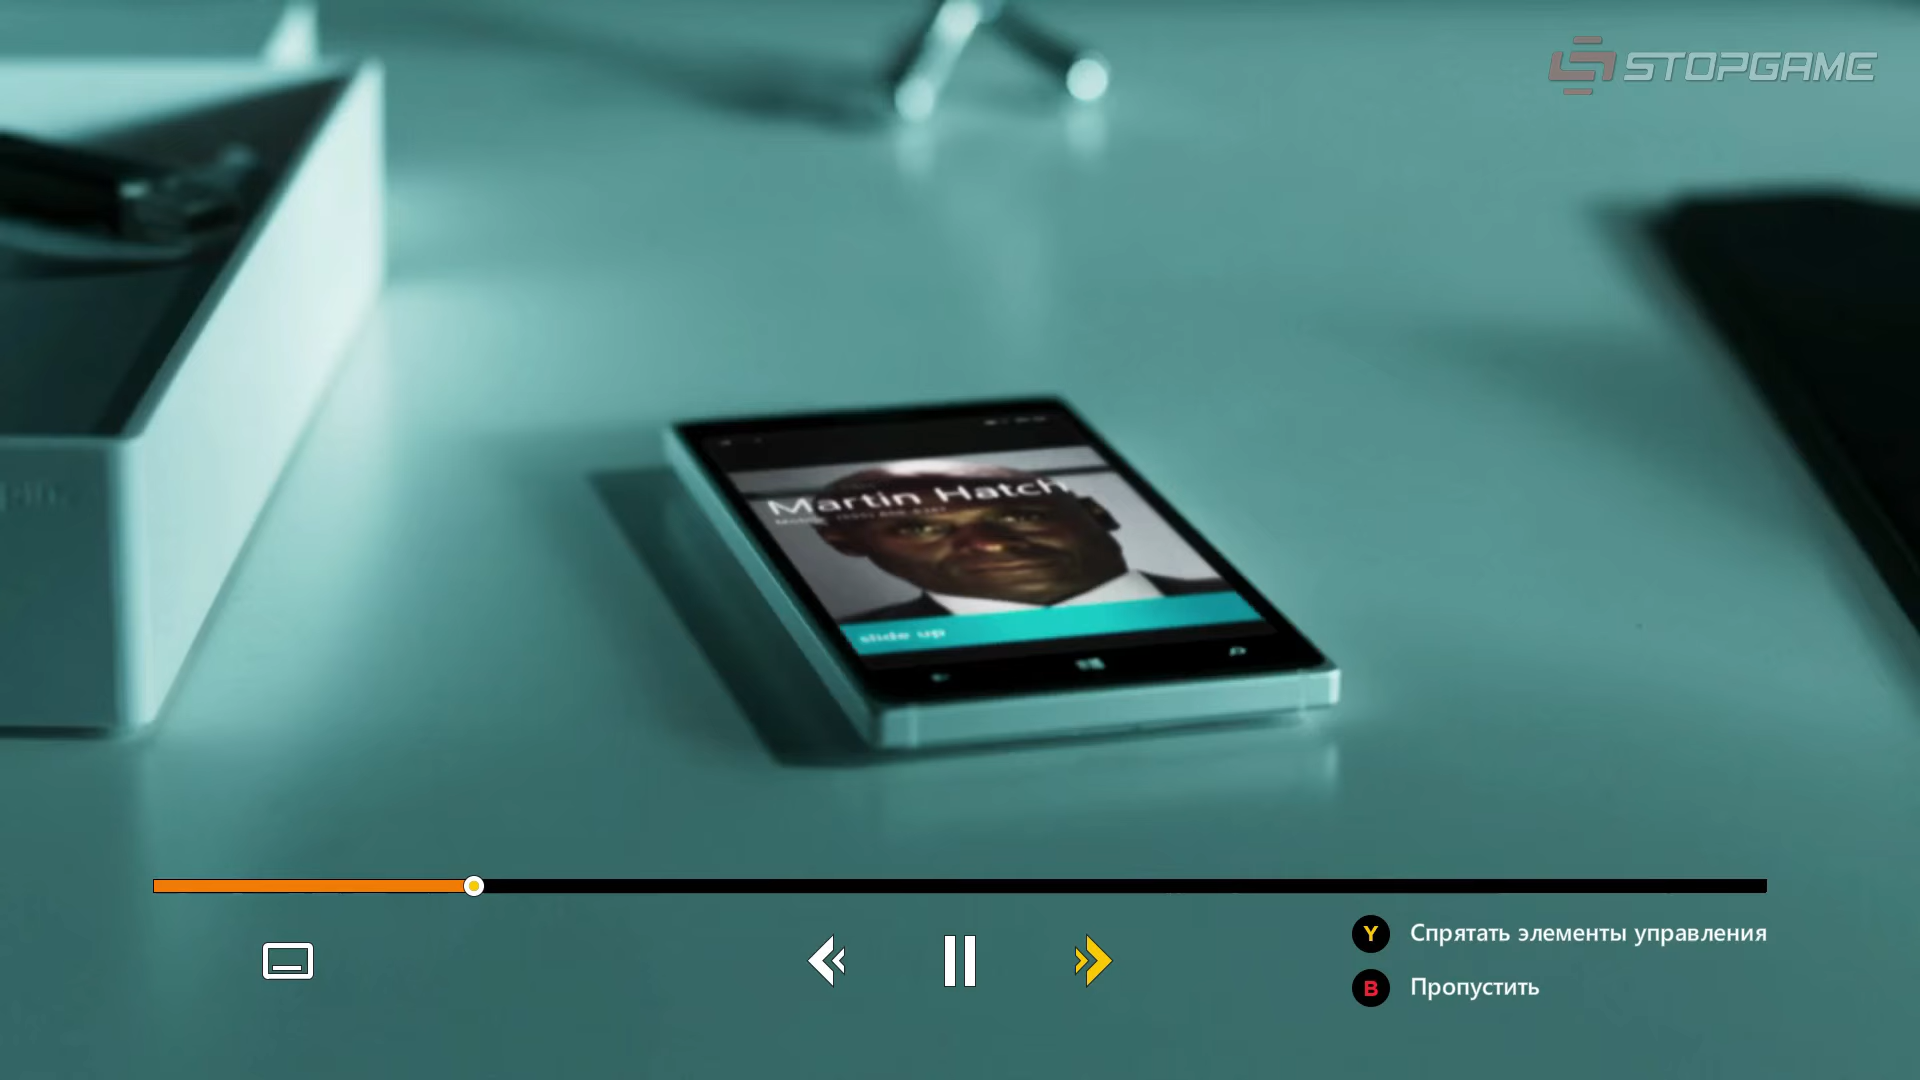 STOPGAME
Martin Hatch
slide up
Y Спрятать элементы управления
B Пропустить